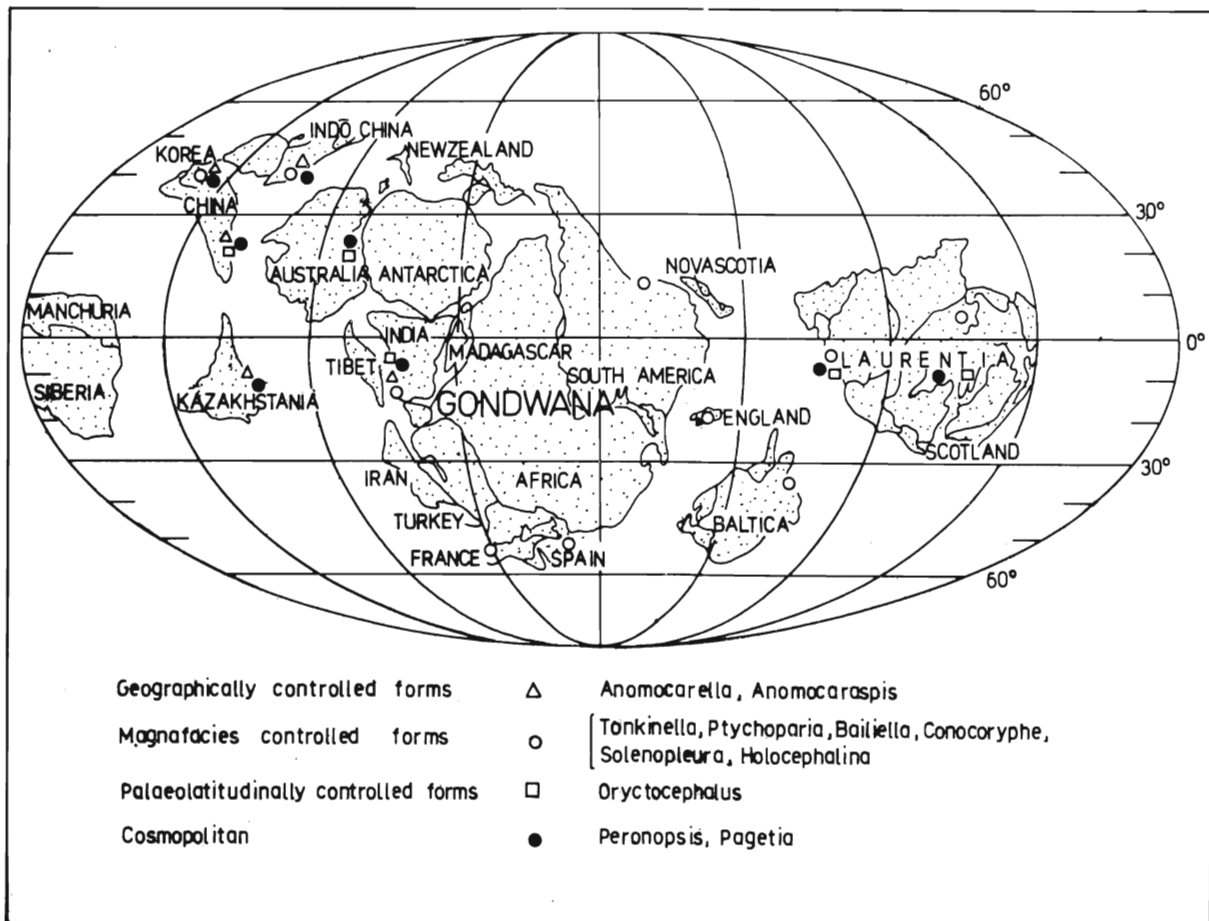 60°
INDŌ CHINA
KOREA
NEWZEALAND
CHINA
30°
NOVASCOTIA
AUSTRALIA ANTARCTICA
MANCHURIA
INDIA
0°
MADAGASCAR
LAURENTIA
TIBET
SOUTH AMERICA
SIBERIA
KAZAKHSTANIA
GONDWANA
ENGLAND
SCOTLAND
30°
IRAN
AFRICA
TURKEY
BALTICA
FRANCE
SPAIN
60°
Geographically controlled forms △ Anomocarella, Anomocaraspis
Magnafacies controlled forms ○ Tonkinella, Ptychoparia, Bailiella, Conocoryphe,
Solenopleura, Holocephalina
Palaeolatitudinally controlled forms □ Oryctocephalus
Cosmopolitan ● Peronopsis, Pagetia